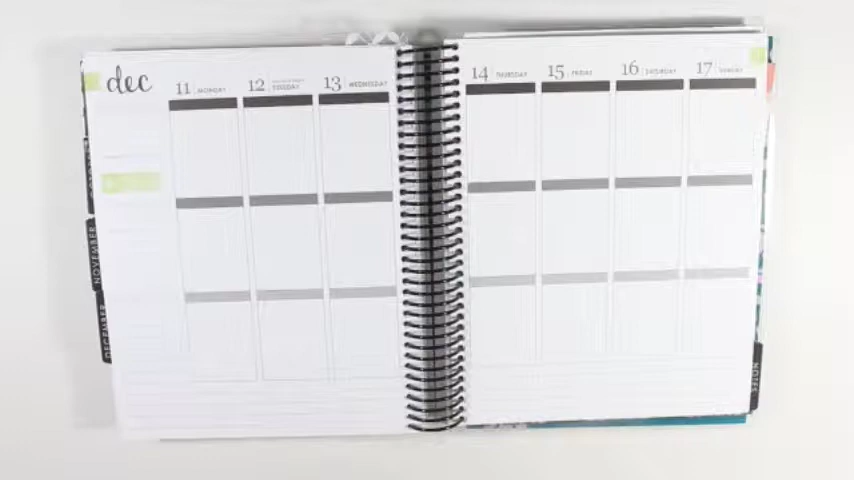 dec
11 MONDAY
12 TUESDAY
13 WEDNESDAY
14 THURSDAY
15 FRIDAY
16 SATURDAY
17 SUNDAY
NOVEMBER
DECEMBER
NOTES